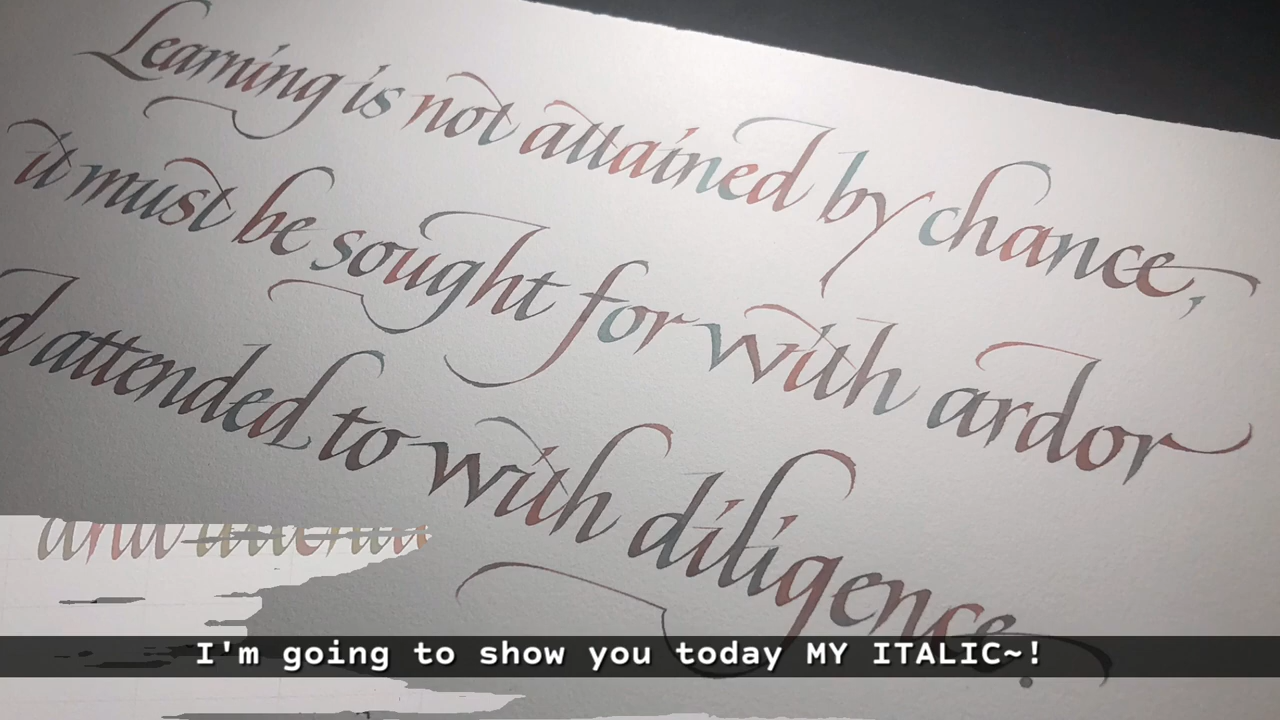 Learning is not attained by chance,
it must be sought for with ardor
d attended to with diligence.
I'm going to show you today MY ITALIC~!